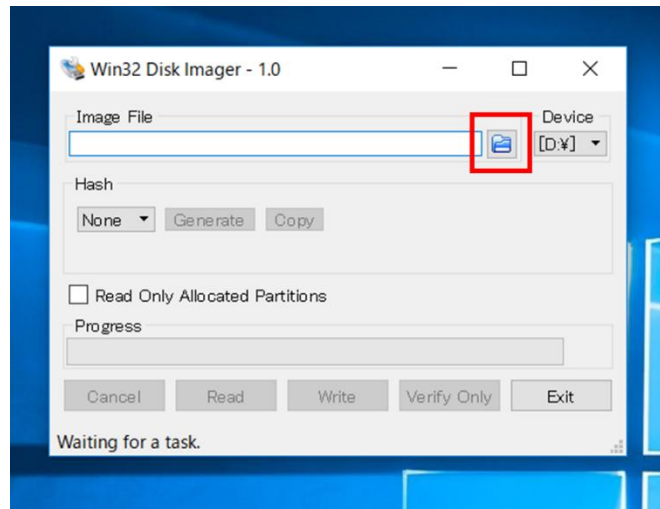 Win32 Disk Imager - 1.0
Image File
Device
[D:¥]
Hash
None Generate Copy
Read Only Allocated Partitions
Progress
Cancel Read Write Verify Only Exit
Waiting for a task.